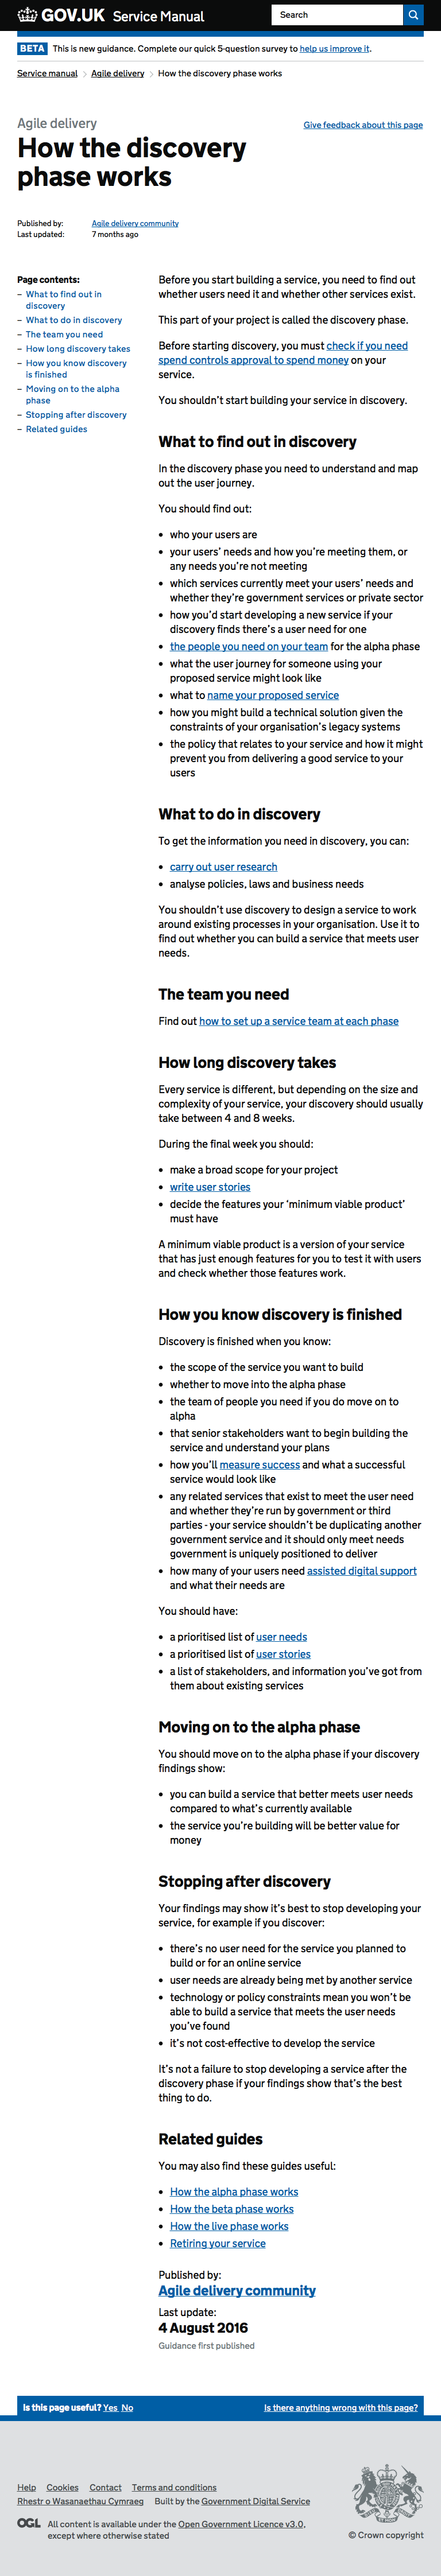 GOV.UK Service Manual
Search
BETA This is new guidance. Complete our quick 5-question survey to help us improve it.
Service manual > Agile delivery > How the discovery phase works
Agile delivery
Give feedback about this page
How the discovery
phase works
Published by: Agile delivery community
Last updated: 7 months ago
Page contents:
– What to find out in
discovery
– What to do in discovery
– The team you need
– How long discovery takes
– How you know discovery
is finished
– Moving on to the alpha
phase
– Stopping after discovery
– Related guides
Before you start building a service, you need to find out
whether users need it and whether other services exist.
This part of your project is called the discovery phase.
Before starting discovery, you must check if you need
spend controls approval to spend money on your
service.
You shouldn’t start building your service in discovery.
What to find out in discovery
In the discovery phase you need to understand and map
out the user journey.
You should find out:
• who your users are
• your users’ needs and how you’re meeting them, or
any needs you’re not meeting
• which services currently meet your users’ needs and
whether they’re government services or private sector
• how you’d start developing a new service if your
discovery finds there’s a user need for one
• the people you need on your team for the alpha phase
• what the user journey for someone using your
proposed service might look like
• what to name your proposed service
• how you might build a technical solution given the
constraints of your organisation’s legacy systems
• the policy that relates to your service and how it might
prevent you from delivering a good service to your
users
What to do in discovery
To get the information you need in discovery, you can:
• carry out user research
• analyse policies, laws and business needs
You shouldn’t use discovery to design a service to work
around existing processes in your organisation. Use it to
find out whether you can build a service that meets user
needs.
The team you need
Find out how to set up a service team at each phase
How long discovery takes
Every service is different, but depending on the size and
complexity of your service, your discovery should usually
take between 4 and 8 weeks.
During the final week you should:
• make a broad scope for your project
• write user stories
• decide the features your ‘minimum viable product’
must have
A minimum viable product is a version of your service
that has just enough features for you to test it with users
and check whether those features work.
How you know discovery is finished
Discovery is finished when you know:
• the scope of the service you want to build
• whether to move into the alpha phase
• the team of people you need if you do move on to
alpha
• that senior stakeholders want to begin building the
service and understand your plans
• how you’ll measure success and what a successful
service would look like
• any related services that exist to meet the user need
and whether they’re run by government or third
parties - your service shouldn’t be duplicating another
government service and it should only meet needs
government is uniquely positioned to deliver
• how many of your users need assisted digital support
and what their needs are
You should have:
• a prioritised list of user needs
• a prioritised list of user stories
• a list of stakeholders, and information you’ve got from
them about existing services
Moving on to the alpha phase
You should move on to the alpha phase if your discovery
findings show:
• you can build a service that better meets user needs
compared to what’s currently available
• the service you’re building will be better value for
money
Stopping after discovery
Your findings may show it’s best to stop developing your
service, for example if you discover:
• there’s no user need for the service you planned to
build or for an online service
• user needs are already being met by another service
• technology or policy constraints mean you won’t be
able to build a service that meets the user needs
you’ve found
• it’s not cost-effective to develop the service
It’s not a failure to stop developing a service after the
discovery phase if your findings show that’s the best
thing to do.
Related guides
You may also find these guides useful:
• How the alpha phase works
• How the beta phase works
• How the live phase works
• Retiring your service
Published by:
Agile delivery community
Last update:
4 August 2016
Guidance first published
Is this page useful? Yes No
Is there anything wrong with this page?
Help Cookies Contact Terms and conditions
Rhestr o Wasanaethau Cymraeg Built by the Government Digital Service
OGL All content is available under the Open Government Licence v3.0,
except where otherwise stated
© Crown copyright